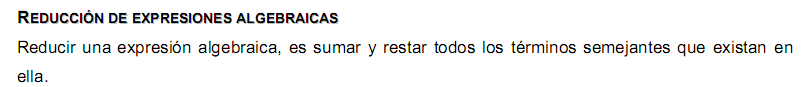 REDUCCIÓN DE EXPRESIONES ALGEBRAICAS
Reducir una expresión algebraica, es sumar y restar todos los términos semejantes que existan en
ella.